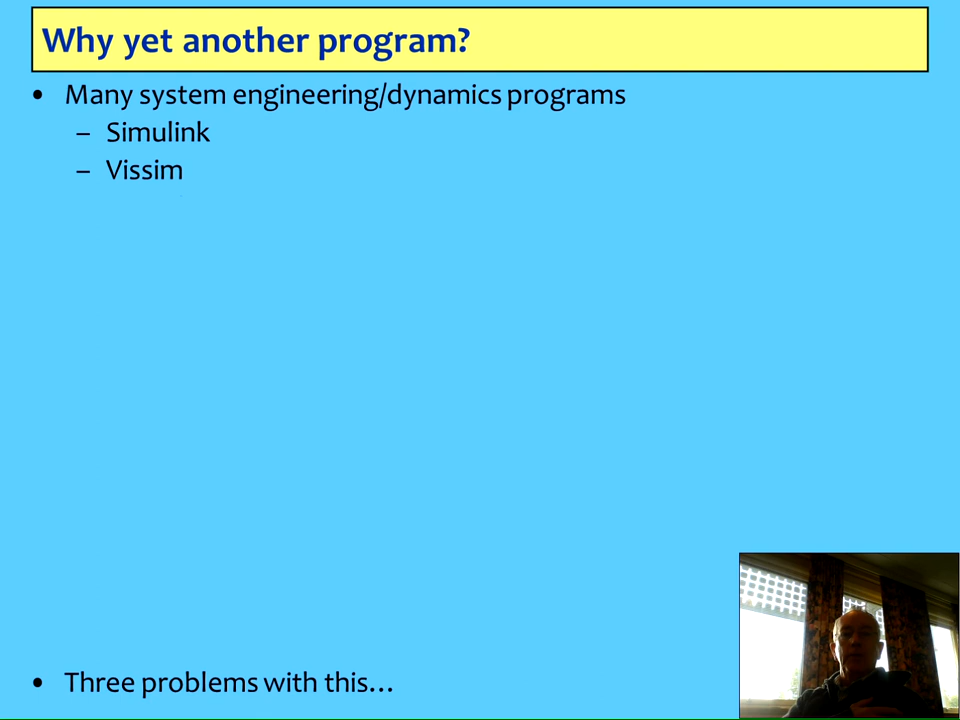 Why yet another program?
• Many system engineering/dynamics programs
– Simulink
– Vissim
• Three problems with this…